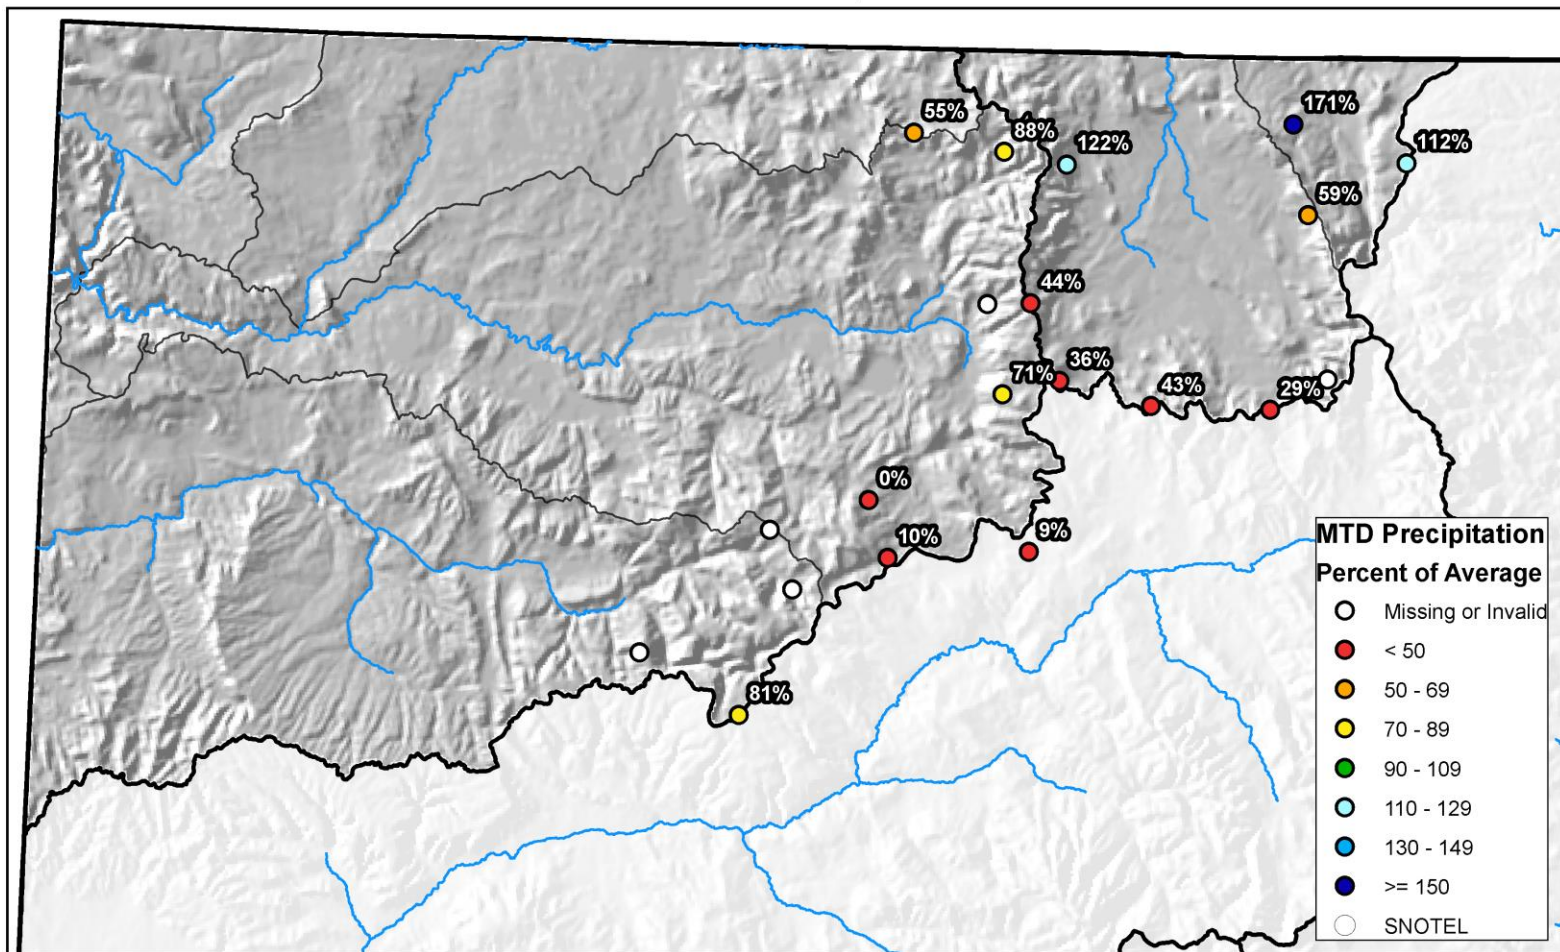 55%
88%
122%
171%
112%
59%
44%
71%
36%
43%
29%
0%
10%
9%
81%
MTD Precipitation
Percent of Average
Missing or Invalid
< 50
50 - 69
70 - 89
90 - 109
110 - 129
130 - 149
>= 150
SNOTEL